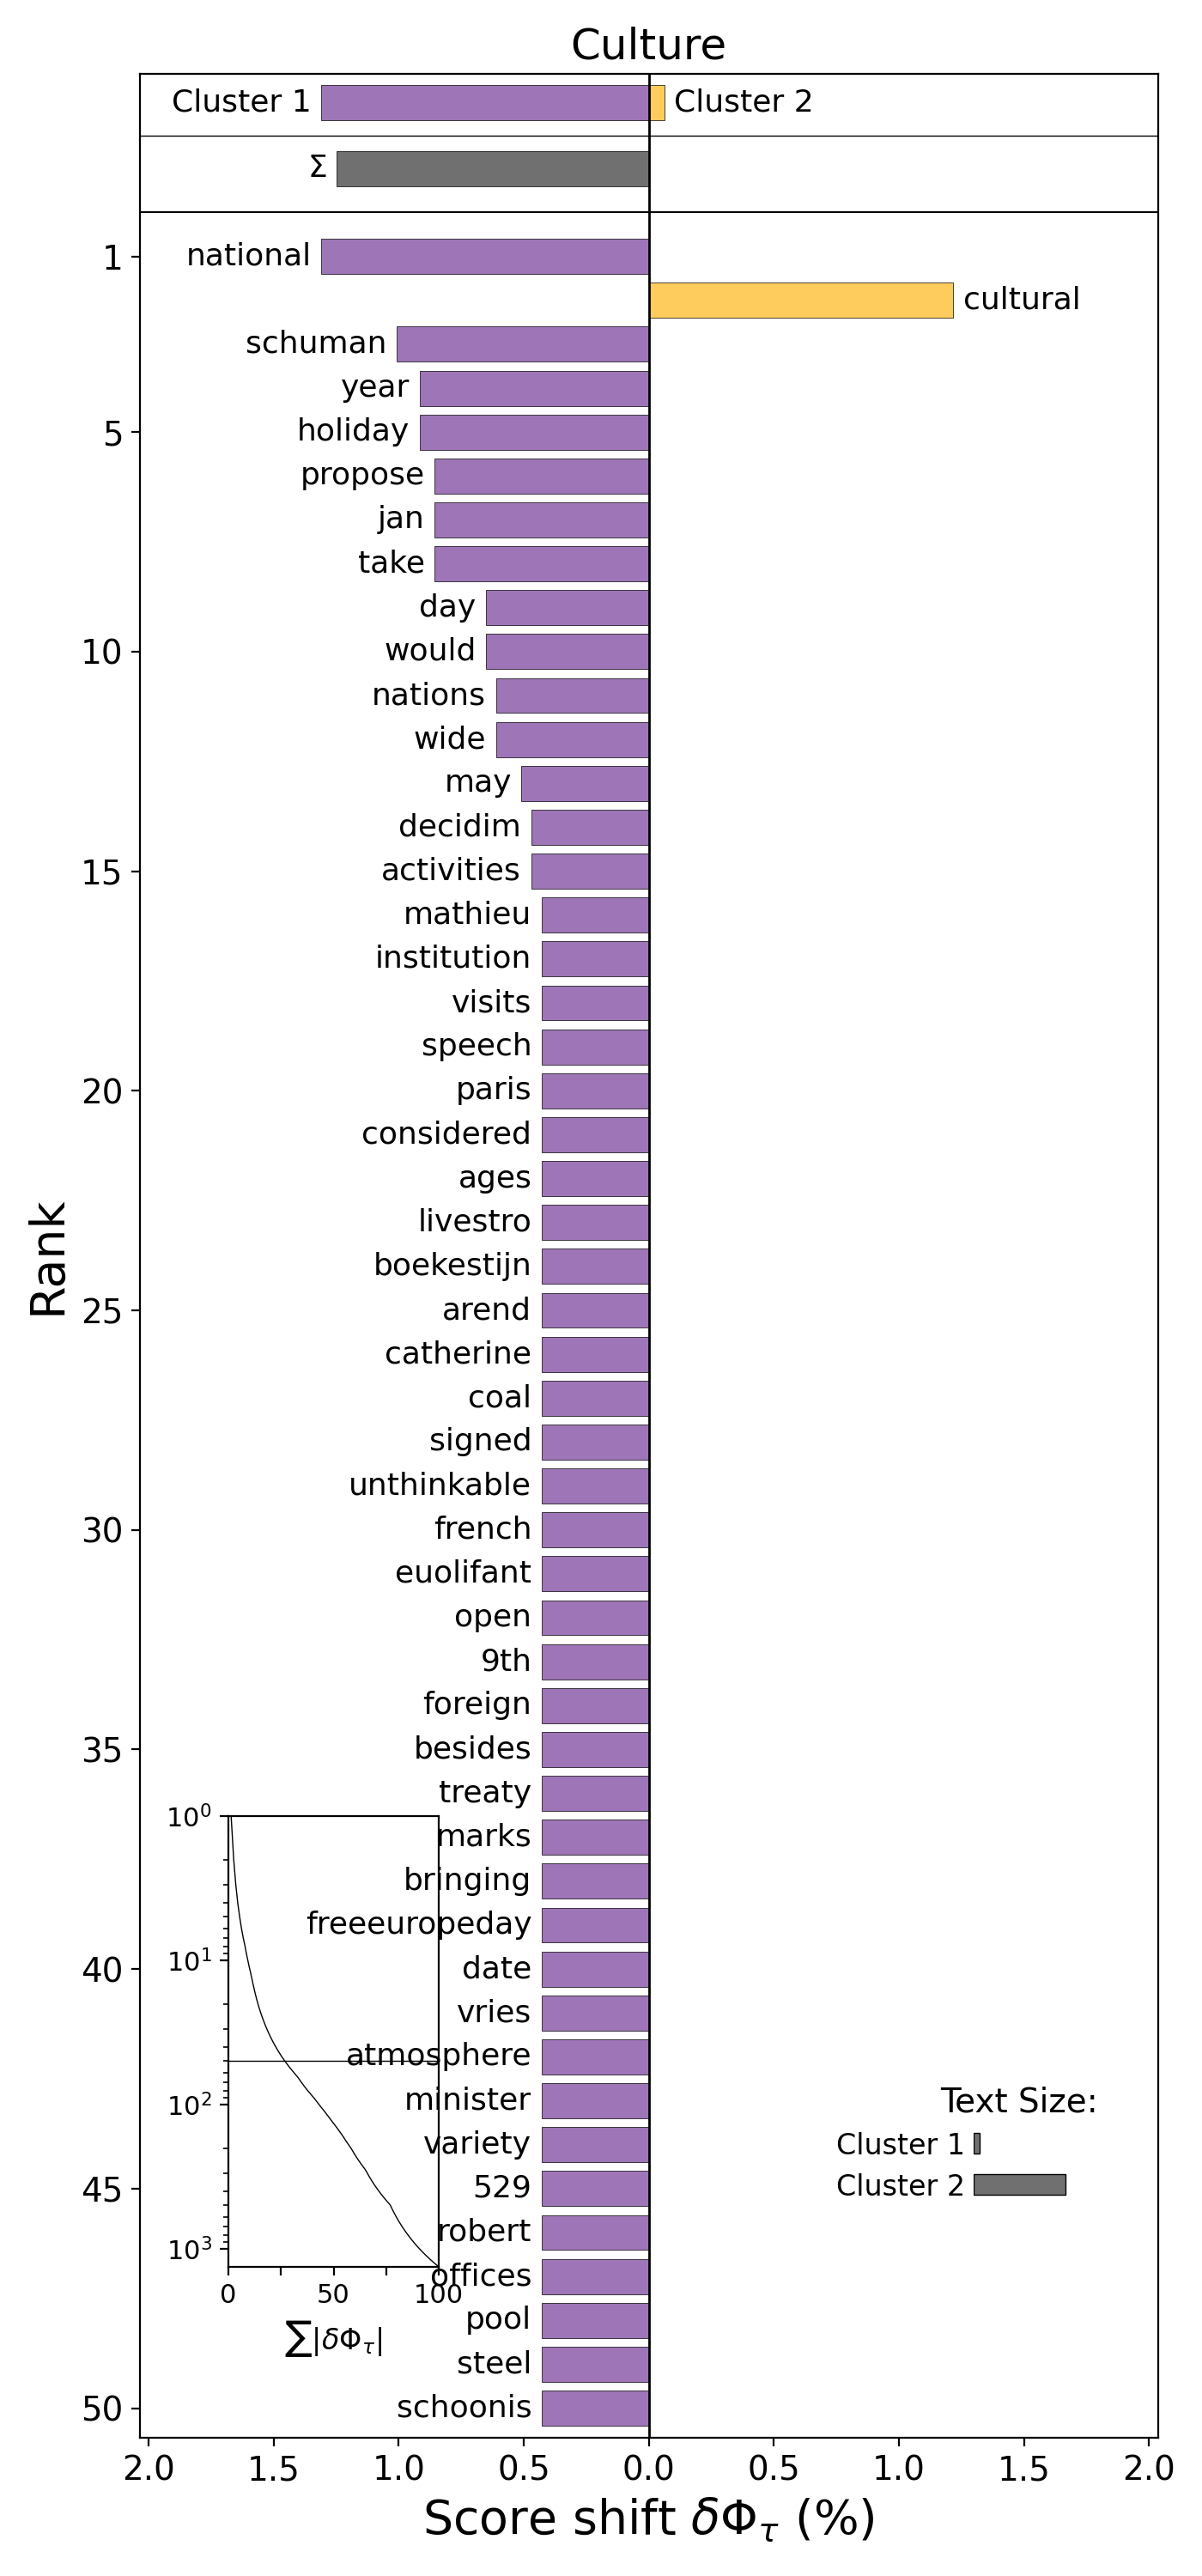 Culture
Cluster 1
Cluster 2
Σ
1
national
cultural
schuman
year
5
holiday
propose
jan
take
day
10
would
nations
wide
may
decidim
15
activities
mathieu
institution
visits
speech
20
paris
considered
ages
livestro
boekestijn
25
arend
catherine
coal
signed
unthinkable
30
french
euolifant
open
9th
foreign
35
besides
treaty
marks
bringing
freeeuropeday
40
date
vries
atmosphere
minister
variety
45
529
robert
offices
pool
steel
50
schoonis
Rank
10⁰
10¹
10²
10³
0 50 100
∑|δΦτ|
Text Size:
Cluster 1
Cluster 2
2.0 1.5 1.0 0.5 0.0 0.5 1.0 1.5 2.0
Score shift δΦτ (%)